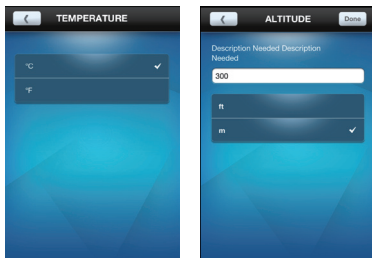 TEMPERATURE
°C
°F
ALTITUDE
Done
Description Needed Description
Needed
300
ft
m